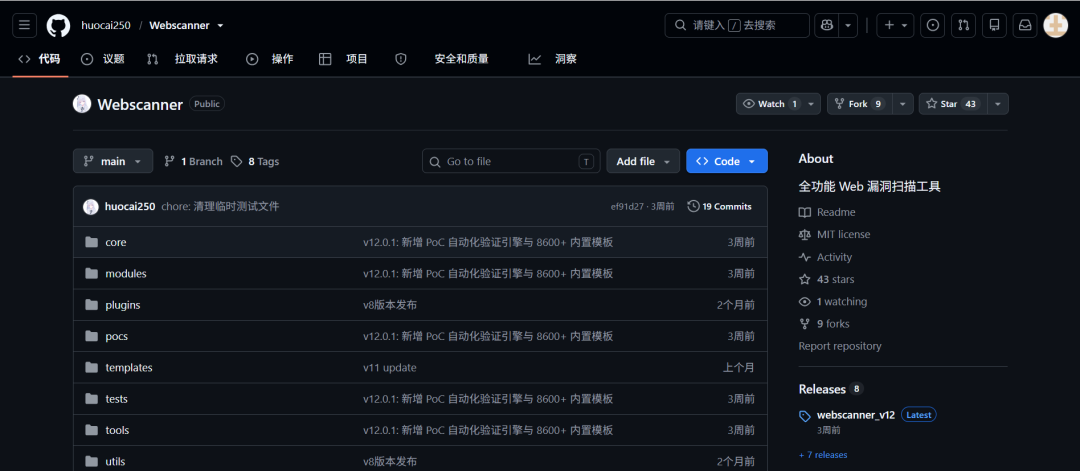 huocai250 / Webscanner
请键入 / 去搜索
代码 议题 拉取请求 操作 项目 安全和质量 洞察
Webscanner Public
Watch 1 Fork 9 Star 43
main 1 Branch 8 Tags Go to file T Add file Code
huocai250 chore: 清理临时测试文件 ef91d27 · 3周前 19 Commits
core v12.0.1: 新增 PoC 自动化验证引擎与 8600+ 内置模板 3周前
modules v12.0.1: 新增 PoC 自动化验证引擎与 8600+ 内置模板 3周前
plugins v8版本发布 2个月前
pocs v12.0.1: 新增 PoC 自动化验证引擎与 8600+ 内置模板 3周前
templates v11 update 上个月
tests v12.0.1: 新增 PoC 自动化验证引擎与 8600+ 内置模板 3周前
tools v12.0.1: 新增 PoC 自动化验证引擎与 8600+ 内置模板 3周前
utils v8版本发布 2个月前
About
全功能 Web 漏洞扫描工具
Readme
MIT license
Activity
43 stars
1 watching
9 forks
Report repository
Releases 8
webscanner_v12 Latest
3周前
+ 7 releases